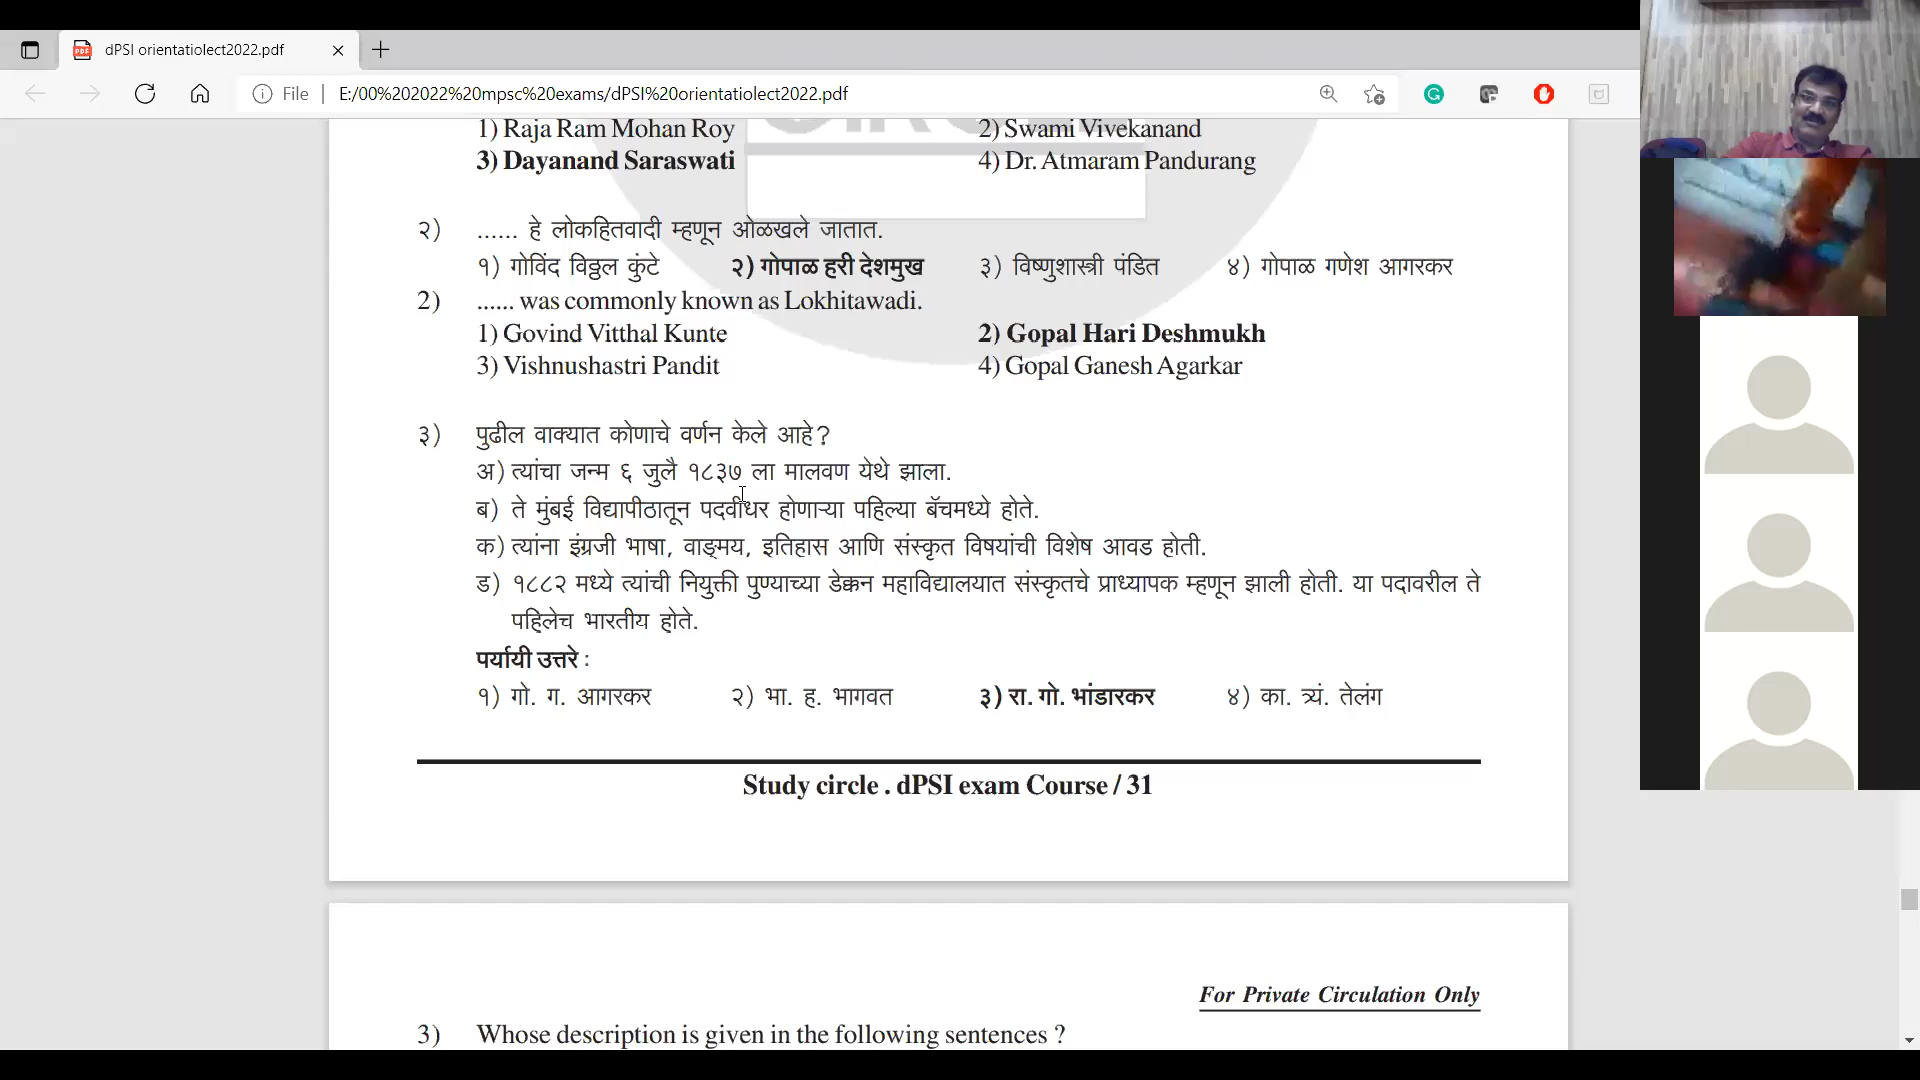 dPSI orientatiolect2022.pdf
File
E:/00%202022%20mpsc%20exams/dPSI%20orientatiolect2022.pdf
1) Raja Ram Mohan Roy 2) Swami Vivekanand
3) Dayanand Saraswati 4) Dr. Atmaram Pandurang
२) ...... हे लोकहितवादी म्हणून ओळखले जातात.
१) गोविंद विठ्ठल कुंटे २) गोपाळ हरी देशमुख ३) विष्णुशास्त्री पंडित ४) गोपाळ गणेश आगरकर
2) ...... was commonly known as Lokhitawadi.
1) Govind Vitthal Kunte 2) Gopal Hari Deshmukh
3) Vishnushastri Pandit 4) Gopal Ganesh Agarkar
३) पुढील वाक्यात कोणाचे वर्णन केले आहे?
अ) त्यांचा जन्म ६ जुलै १८३७ ला मालवण येथे झाला.
ब) ते मुंबई विद्यापीठातून पदवीधर होणाऱ्या पहिल्या बॅचमध्ये होते.
क) त्यांना इंग्रजी भाषा, वाङ्मय, इतिहास आणि संस्कृत विषयांची विशेष आवड होती.
ड) १८८२ मध्ये त्यांची नियुक्ती पुण्याच्या डेक्कन महाविद्यालयात संस्कृतचे प्राध्यापक म्हणून झाली होती. या पदावरील ते
पहिलेच भारतीय होते.
पर्यायी उत्तरे :
१) गो. ग. आगरकर २) भा. ह. भागवत ३) रा. गो. भांडारकर ४) का. त्र्यं. तेलंग
Study circle . dPSI exam Course / 31
For Private Circulation Only
3) Whose description is given in the following sentences ?